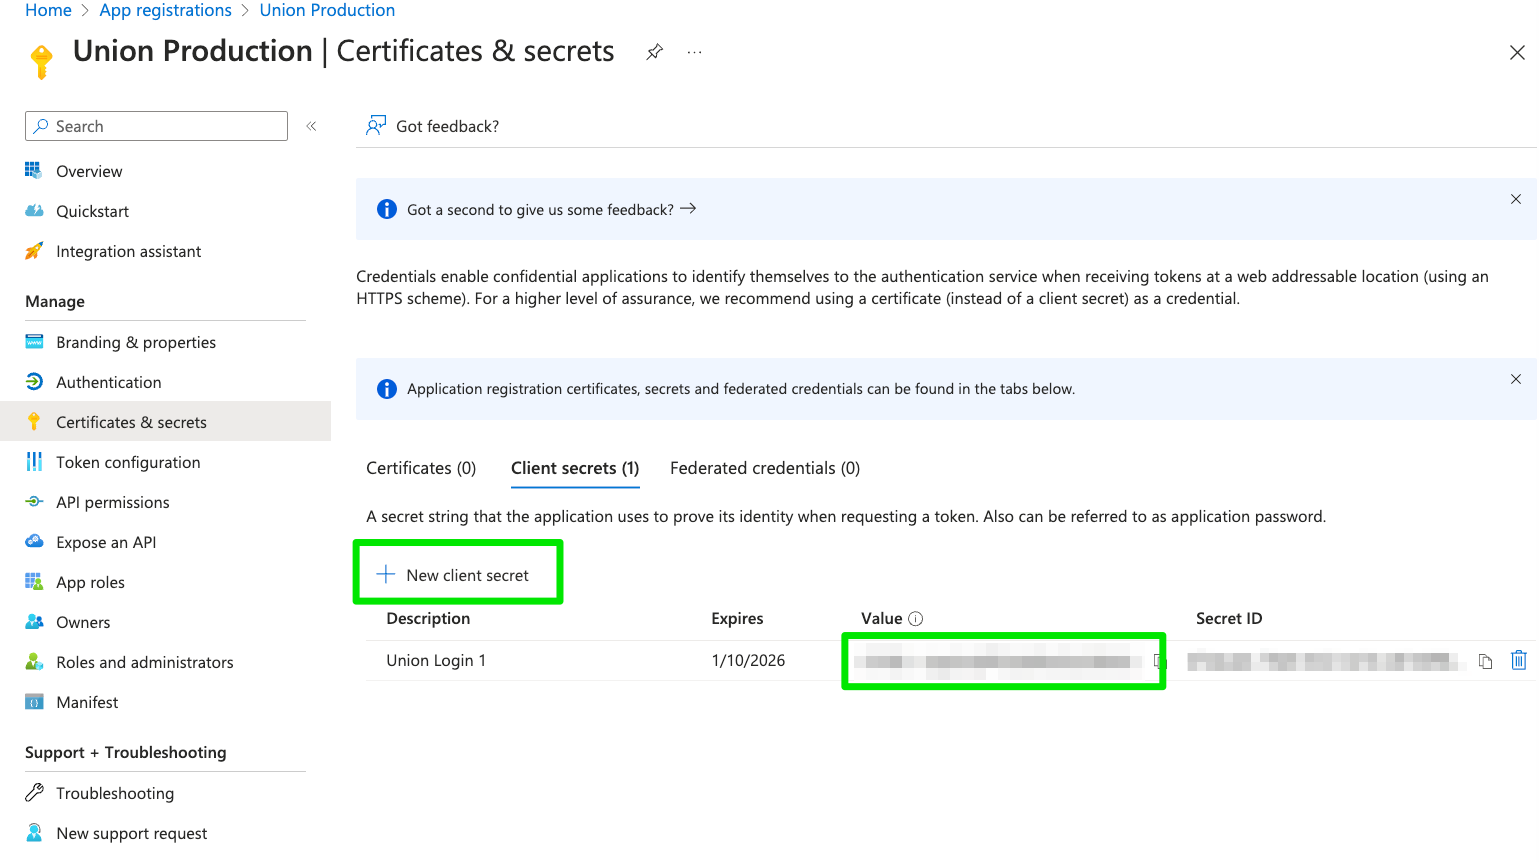 Home > App registrations > Union Production
Union Production | Certificates & secrets
Search
Overview
Quickstart
Integration assistant
Manage
Branding & properties
Authentication
Certificates & secrets
Token configuration
API permissions
Expose an API
App roles
Owners
Roles and administrators
Manifest
Support + Troubleshooting
Troubleshooting
New support request
Got feedback?
Got a second to give us some feedback? →
Credentials enable confidential applications to identify themselves to the authentication service when receiving tokens at a web addressable location (using an
HTTPS scheme). For a higher level of assurance, we recommend using a certificate (instead of a client secret) as a credential.
Application registration certificates, secrets and federated credentials can be found in the tabs below.
Certificates (0) Client secrets (1) Federated credentials (0)
A secret string that the application uses to prove its identity when requesting a token. Also can be referred to as application password.
New client secret
Description Expires Value Secret ID
Union Login 1 1/10/2026